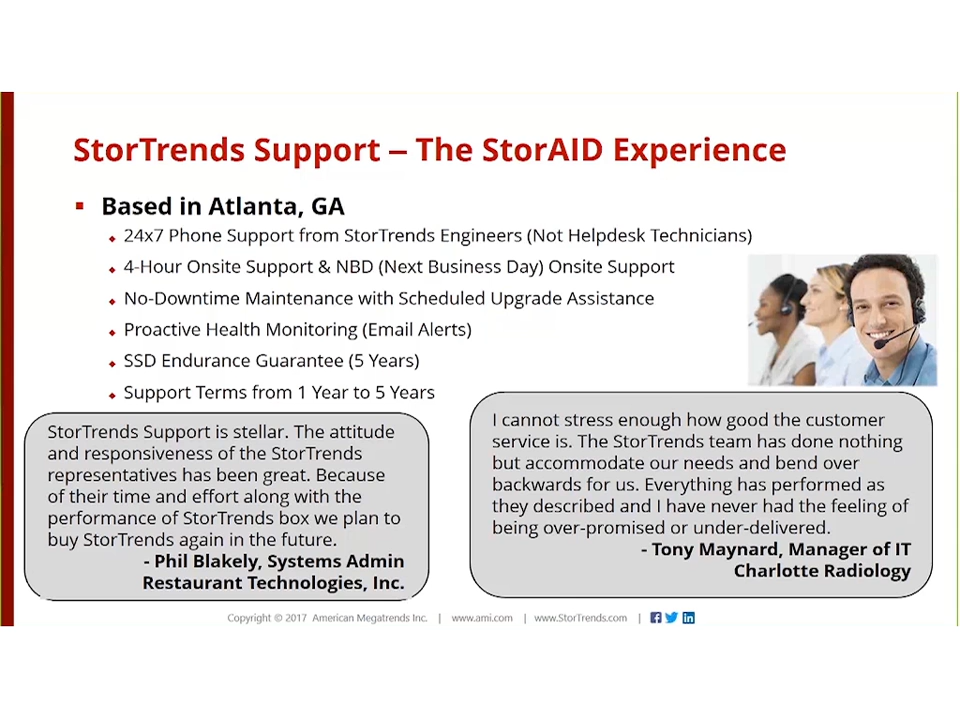 StorTrends Support – The StorAID Experience
Based in Atlanta, GA
24x7 Phone Support from StorTrends Engineers (Not Helpdesk Technicians)
4-Hour Onsite Support & NBD (Next Business Day) Onsite Support
No-Downtime Maintenance with Scheduled Upgrade Assistance
Proactive Health Monitoring (Email Alerts)
SSD Endurance Guarantee (5 Years)
Support Terms from 1 Year to 5 Years
StorTrends Support is stellar. The attitude
and responsiveness of the StorTrends
representatives has been great. Because
of their time and effort along with the
performance of StorTrends box we plan to
buy StorTrends again in the future.
- Phil Blakely, Systems Admin
Restaurant Technologies, Inc.
I cannot stress enough how good the customer
service is. The StorTrends team has done nothing
but accommodate our needs and bend over
backwards for us. Everything has performed as
they described and I have never had the feeling of
being over-promised or under-delivered.
- Tony Maynard, Manager of IT
Charlotte Radiology
Copyright © 2017 American Megatrends Inc. | www.ami.com | www.StorTrends.com |